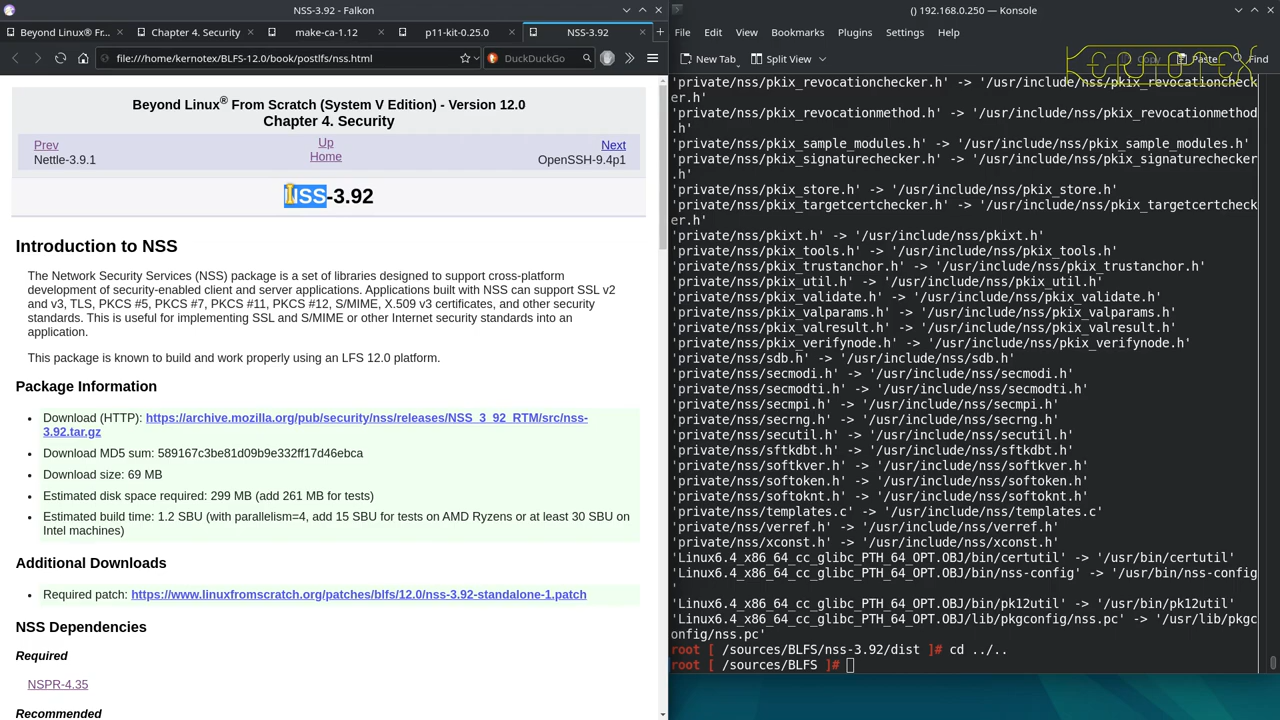 NSS-3.92 - Falkon
Beyond Linux® Fr...
Chapter 4. Security
make-ca-1.12
p11-kit-0.25.0
NSS-3.92
file:///home/kernotex/BLFS-12.0/book/postlfs/nss.html
DuckDuckGo
Beyond Linux® From Scratch (System V Edition) - Version 12.0
Chapter 4. Security
Prev
Up
Next
Nettle-3.9.1
Home
OpenSSH-9.4p1
NSS-3.92
Introduction to NSS
The Network Security Services (NSS) package is a set of libraries designed to support cross-platform
development of security-enabled client and server applications. Applications built with NSS can support SSL v2
and v3, TLS, PKCS #5, PKCS #7, PKCS #11, PKCS #12, S/MIME, X.509 v3 certificates, and other security
standards. This is useful for implementing SSL and S/MIME or other Internet security standards into an
application.
This package is known to build and work properly using an LFS 12.0 platform.
Package Information
Download (HTTP): https://archive.mozilla.org/pub/security/nss/releases/NSS_3_92_RTM/src/nss-
3.92.tar.gz
Download MD5 sum: 589167c3be81d09b9e332ff17d46ebca
Download size: 69 MB
Estimated disk space required: 299 MB (add 261 MB for tests)
Estimated build time: 1.2 SBU (with parallelism=4, add 15 SBU for tests on AMD Ryzens or at least 30 SBU on
Intel machines)
Additional Downloads
Required patch: https://www.linuxfromscratch.org/patches/blfs/12.0/nss-3.92-standalone-1.patch
NSS Dependencies
Required
NSPR-4.35
Recommended
() 192.168.0.250 — Konsole
File Edit View Bookmarks Plugins Settings Help
New Tab
Split View
Copy
Paste
Find
kernotex
'private/nss/pkix_revocationchecker.h' -> '/usr/include/nss/pkix_revocationcheck
er.h'
'private/nss/pkix_revocationmethod.h' -> '/usr/include/nss/pkix_revocationmethod
.h'
'private/nss/pkix_sample_modules.h' -> '/usr/include/nss/pkix_sample_modules.h'
'private/nss/pkix_signaturechecker.h' -> '/usr/include/nss/pkix_signaturechecker
.h'
'private/nss/pkix_store.h' -> '/usr/include/nss/pkix_store.h'
'private/nss/pkix_targetcertchecker.h' -> '/usr/include/nss/pkix_targetcertcheck
er.h'
'private/nss/pkixt.h' -> '/usr/include/nss/pkixt.h'
'private/nss/pkix_tools.h' -> '/usr/include/nss/pkix_tools.h'
'private/nss/pkix_trustanchor.h' -> '/usr/include/nss/pkix_trustanchor.h'
'private/nss/pkix_util.h' -> '/usr/include/nss/pkix_util.h'
'private/nss/pkix_validate.h' -> '/usr/include/nss/pkix_validate.h'
'private/nss/pkix_valparams.h' -> '/usr/include/nss/pkix_valparams.h'
'private/nss/pkix_valresult.h' -> '/usr/include/nss/pkix_valresult.h'
'private/nss/pkix_verifynode.h' -> '/usr/include/nss/pkix_verifynode.h'
'private/nss/sdb.h' -> '/usr/include/nss/sdb.h'
'private/nss/secmodi.h' -> '/usr/include/nss/secmodi.h'
'private/nss/secmodti.h' -> '/usr/include/nss/secmodti.h'
'private/nss/secmpi.h' -> '/usr/include/nss/secmpi.h'
'private/nss/secrng.h' -> '/usr/include/nss/secrng.h'
'private/nss/secutil.h' -> '/usr/include/nss/secutil.h'
'private/nss/sftkdbt.h' -> '/usr/include/nss/sftkdbt.h'
'private/nss/softkver.h' -> '/usr/include/nss/softkver.h'
'private/nss/softoken.h' -> '/usr/include/nss/softoken.h'
'private/nss/softoknt.h' -> '/usr/include/nss/softoknt.h'
'private/nss/templates.c' -> '/usr/include/nss/templates.c'
'private/nss/verref.h' -> '/usr/include/nss/verref.h'
'private/nss/xconst.h' -> '/usr/include/nss/xconst.h'
'Linux6.4_x86_64_cc_glibc_PTH_64_OPT.OBJ/bin/certutil' -> '/usr/bin/certutil'
'Linux6.4_x86_64_cc_glibc_PTH_64_OPT.OBJ/bin/nss-config' -> '/usr/bin/nss-config
'
'Linux6.4_x86_64_cc_glibc_PTH_64_OPT.OBJ/bin/pk12util' -> '/usr/bin/pk12util'
'Linux6.4_x86_64_cc_glibc_PTH_64_OPT.OBJ/lib/pkgconfig/nss.pc' -> '/usr/lib/pkgc
onfig/nss.pc'
root [ /sources/BLFS/nss-3.92/dist ]# cd ../..
root [ /sources/BLFS ]#